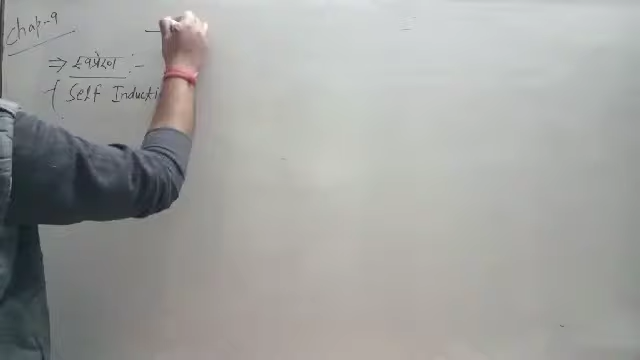 Chap-9
⇒ स्वप्रेरण :-
{ Self Inducti